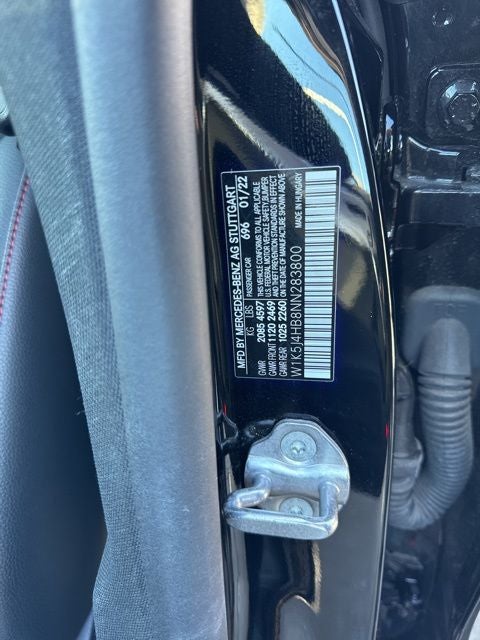 MFD BY MERCEDES-BENZ AG STUTTGART
PASSENGER CAR 696 01/22
KG LBS
GVWR 2085 4597
GAWR FRONT 1120 2469
GAWR REAR 1025 2260
THIS VEHICLE CONFORMS TO ALL APPLICABLE
U.S. FEDERAL MOTOR VEHICLE SAFETY, BUMPER
AND THEFT PREVENTION STANDARDS IN EFFECT
ON THE DATE OF MANUFACTURE SHOWN ABOVE
W1K5J4HB8NN283800
MADE IN HUNGARY